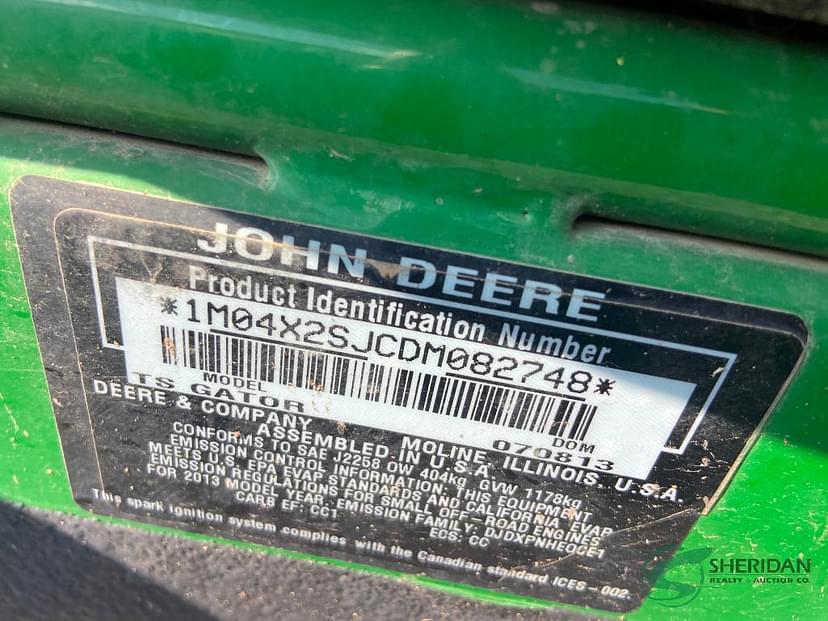 JOHN DEERE
Product Identification Number
*1M04X2SJCDM082748*
MODEL
TS GATOR
DOM
070813
DEERE & COMPANY MOLINE, ILLINOIS, U.S.A.
ASSEMBLED IN U.S.A.
CONFORMS TO SAE J2258 OW 404kg GVW 1178kg
EMISSION CONTROL INFORMATION: THIS EQUIPMENT
MEETS U.S. EPA EVAP STANDARDS AND CALIFORNIA EVAP
EMISSION REGULATIONS FOR SMALL OFF-ROAD ENGINES
FOR 2013 MODEL YEAR. EMISSION FAMILY:
CARB EF: CC1 ECS: CC
This spark ignition system complies with the Canadian standard ICES-002.
SHERIDAN
REALTY & AUCTION CO.